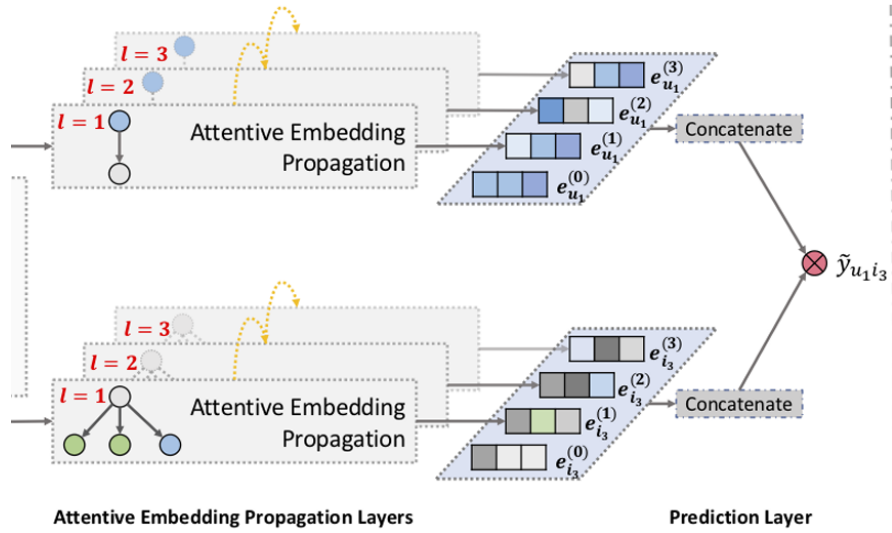 l = 3
l = 2
l = 1
Attentive Embedding
Propagation
e_{u_1}^{(3)}
e_{u_1}^{(2)}
e_{u_1}^{(1)}
e_{u_1}^{(0)}
Concatenate
ỹ_{u_1 i_3}
l = 3
l = 2
l = 1
Attentive Embedding
Propagation
e_{i_3}^{(3)}
e_{i_3}^{(2)}
e_{i_3}^{(1)}
e_{i_3}^{(0)}
Concatenate
Attentive Embedding Propagation Layers
Prediction Layer